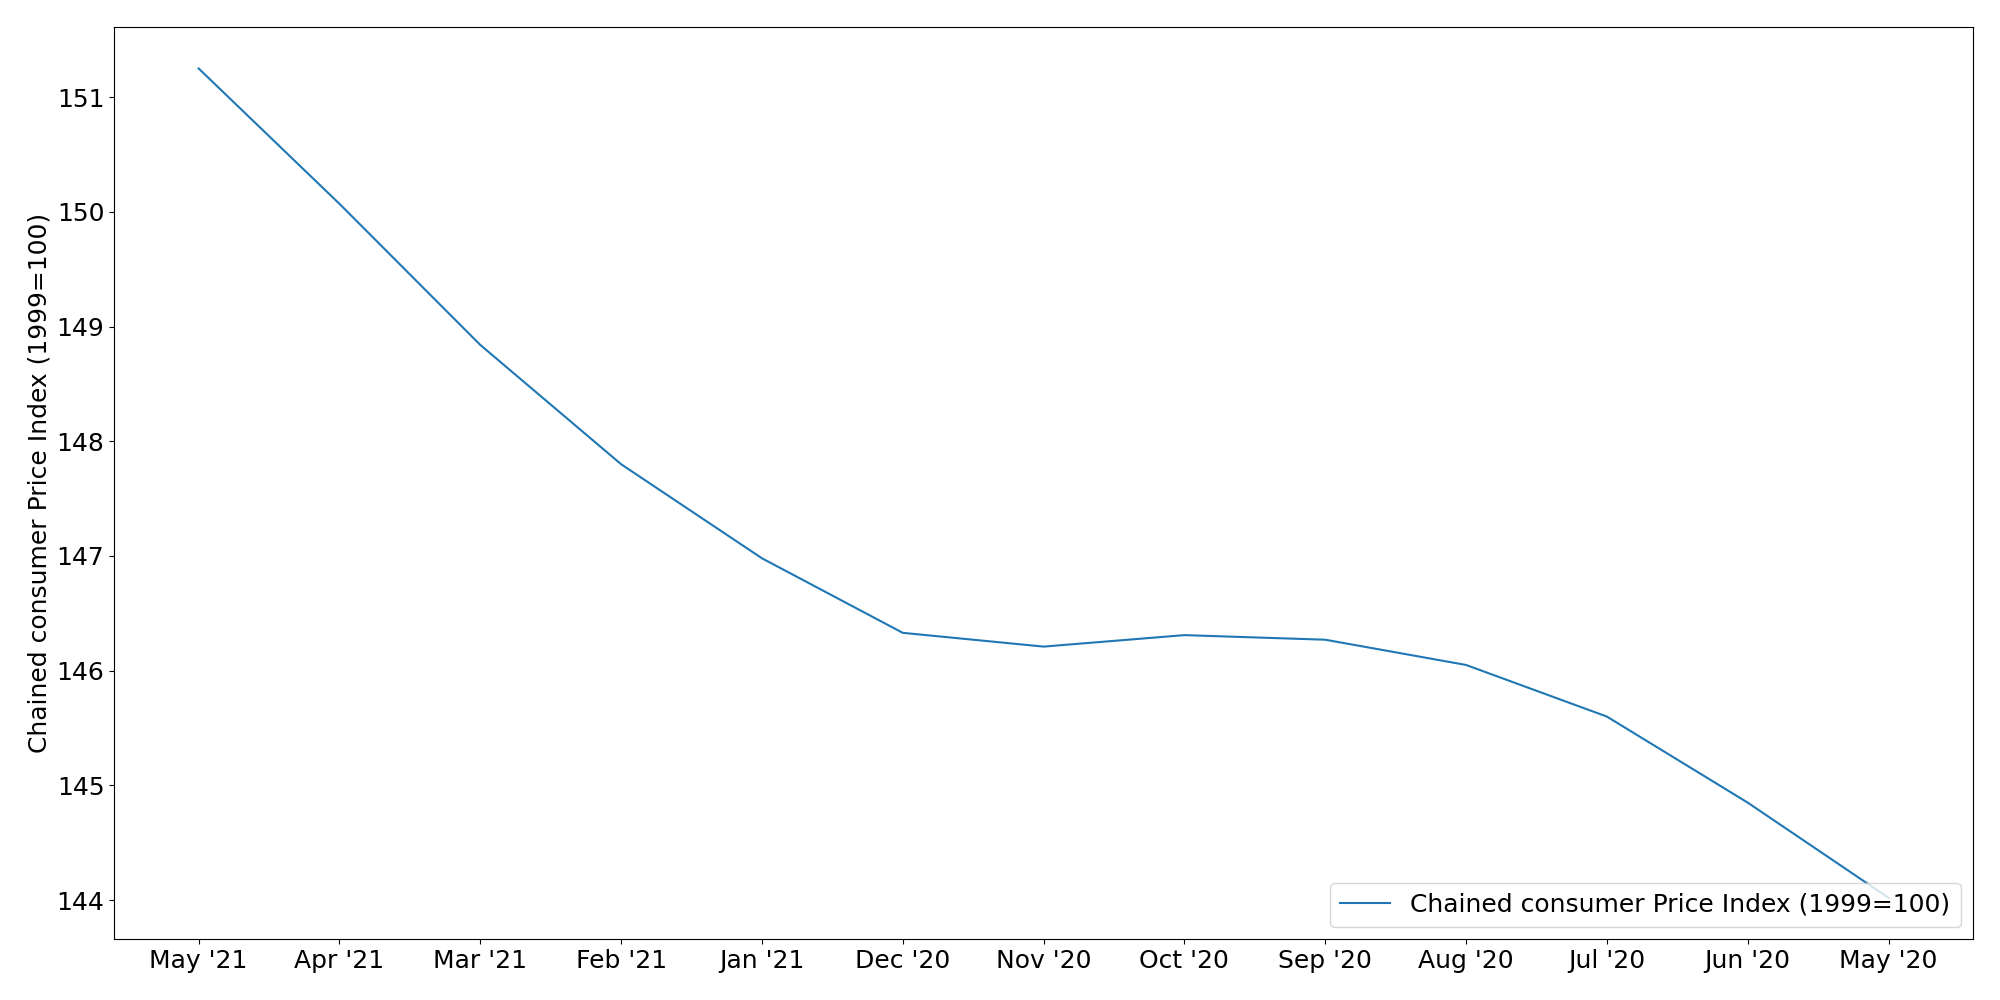 Chained consumer Price Index (1999=100)
151
150
149
148
147
146
145
144
Chained consumer Price Index (1999=100)
May '21 Apr '21 Mar '21 Feb '21 Jan '21 Dec '20 Nov '20 Oct '20 Sep '20 Aug '20 Jul '20 Jun '20 May '20